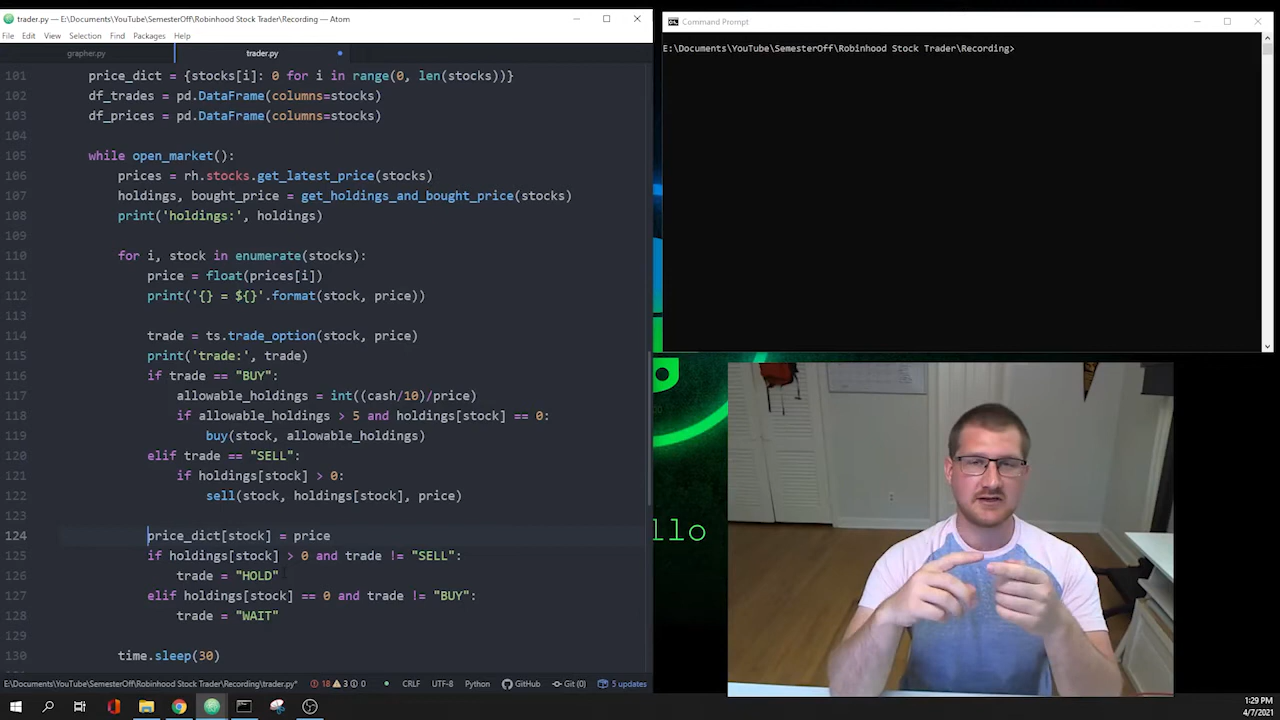 trader.py — E:\Documents\YouTube\SemesterOff\Robinhood Stock Trader\Recording — Atom
File Edit View Selection Find Packages Help
grapher.py
trader.py
101 price_dict = {stocks[i]: 0 for i in range(0, len(stocks))}
102 df_trades = pd.DataFrame(columns=stocks)
103 df_prices = pd.DataFrame(columns=stocks)
104
105 while open_market():
106 prices = rh.stocks.get_latest_price(stocks)
107 holdings, bought_price = get_holdings_and_bought_price(stocks)
108 print('holdings:', holdings)
109
110 for i, stock in enumerate(stocks):
111 price = float(prices[i])
112 print('{} = ${}'.format(stock, price))
113
114 trade = ts.trade_option(stock, price)
115 print('trade:', trade)
116 if trade == "BUY":
117 allowable_holdings = int((cash/10)/price)
118 if allowable_holdings > 5 and holdings[stock] == 0:
119 buy(stock, allowable_holdings)
120 elif trade == "SELL":
121 if holdings[stock] > 0:
122 sell(stock, holdings[stock], price)
123
124 price_dict[stock] = price
125 if holdings[stock] > 0 and trade != "SELL":
126 trade = "HOLD"
127 elif holdings[stock] == 0 and trade != "BUY":
128 trade = "WAIT"
129
130 time.sleep(30)
E:\Documents\YouTube\SemesterOff\Robinhood Stock Trader\Recording\trader.py* 18 3 0 CRLF UTF-8 Python GitHub Git (0) 5 updates
Command Prompt
E:\Documents\YouTube\SemesterOff\Robinhood Stock Trader\Recording>
llo
1:29 PM
4/7/2021